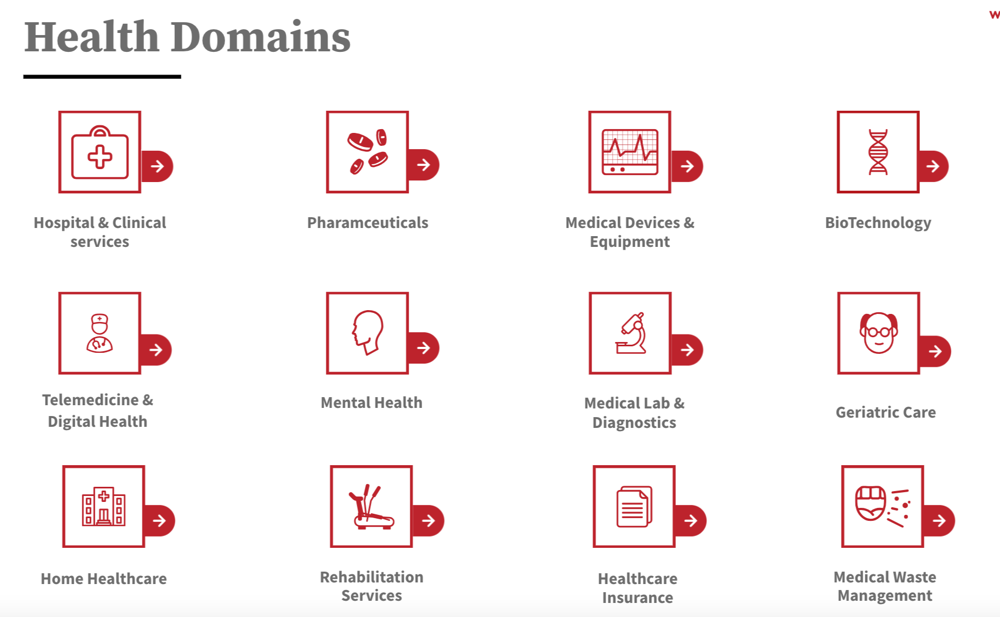 Health Domains
w
Hospital & Clinical
services
Pharamceuticals
Medical Devices &
Equipment
BioTechnology
Telemedicine &
Digital Health
Mental Health
Medical Lab &
Diagnostics
Geriatric Care
Home Healthcare
Rehabilitation
Services
Healthcare
Insurance
Medical Waste
Management